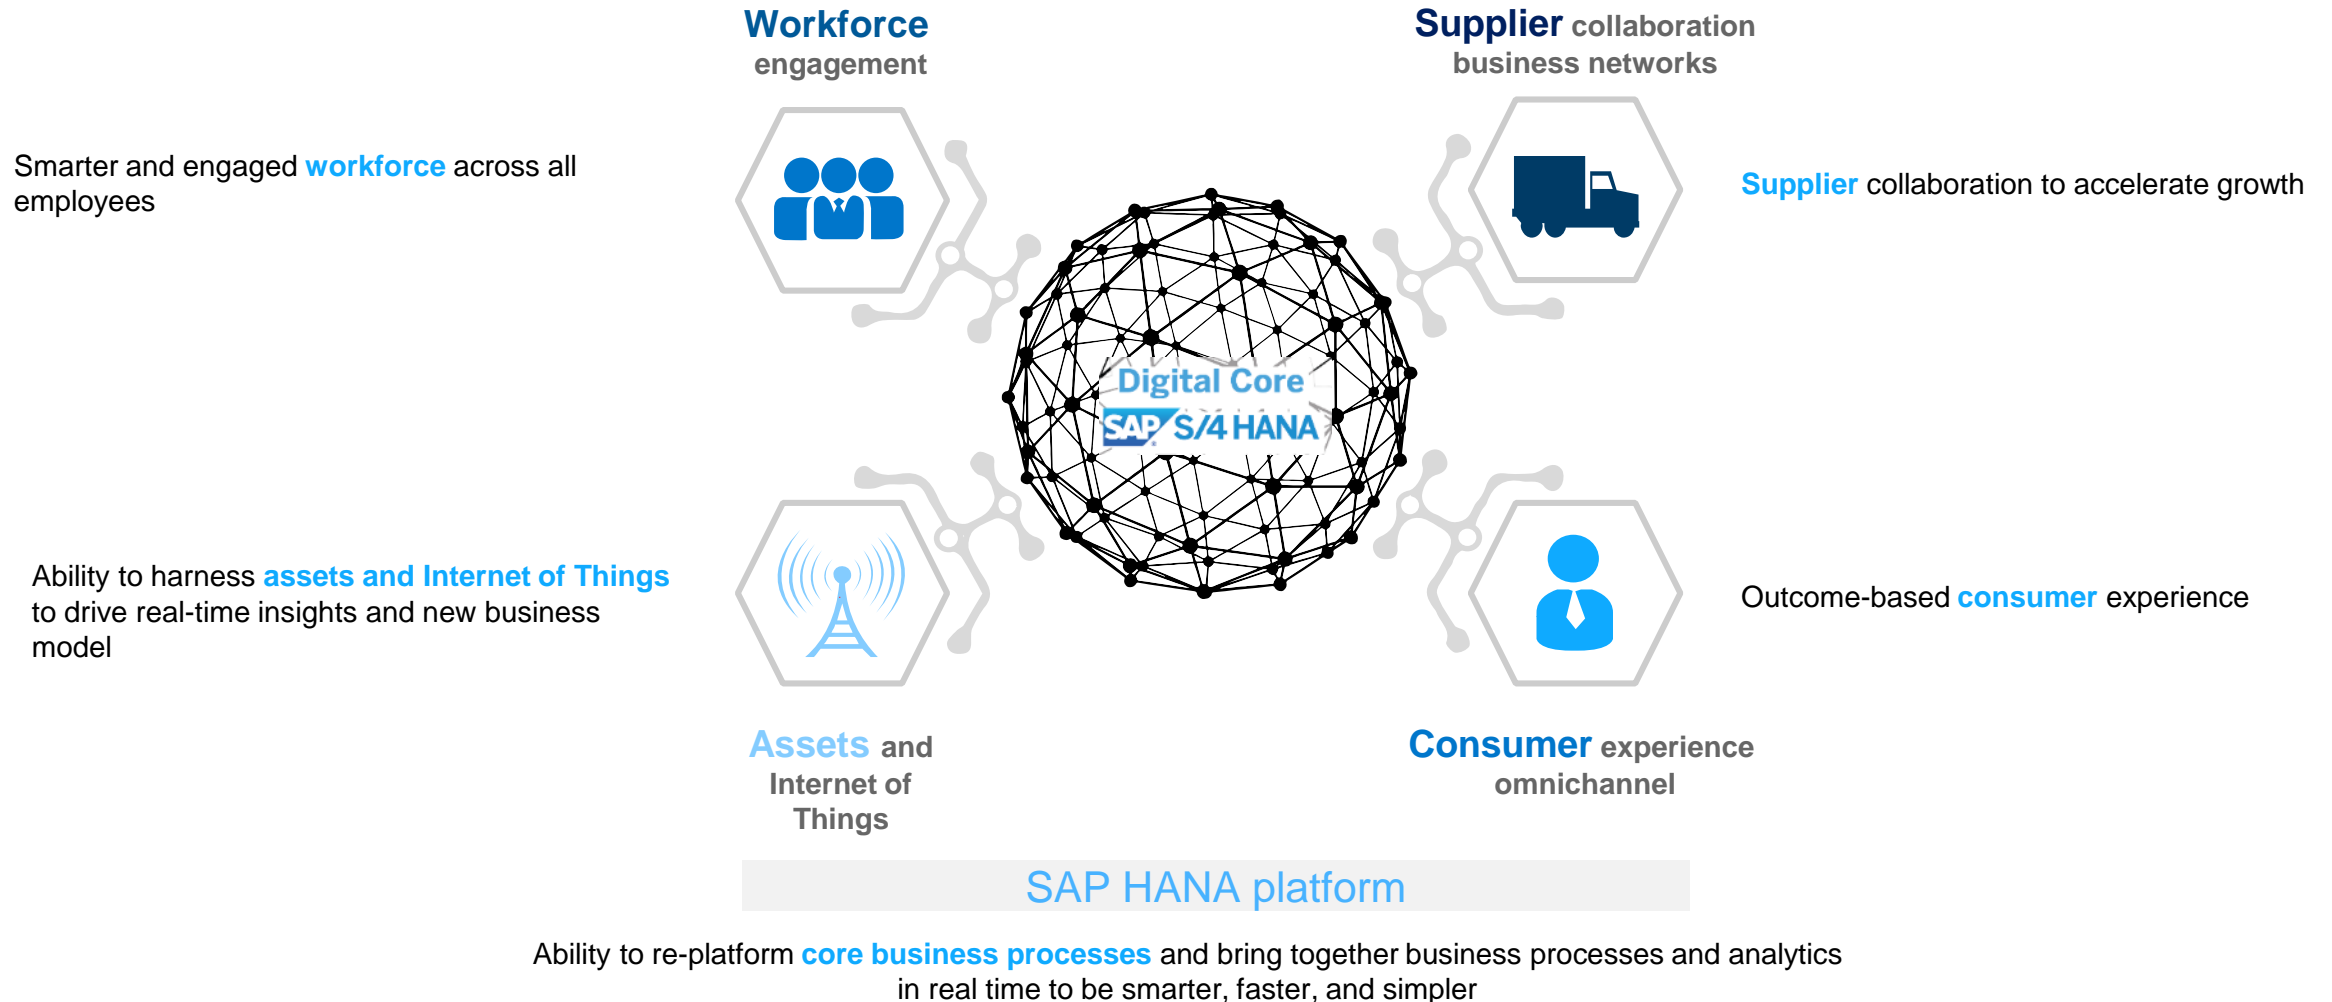 Workforce
engagement
Supplier collaboration
business networks
Smarter and engaged workforce across all
employees
Supplier collaboration to accelerate growth
Digital Core
SAP S/4 HANA
Ability to harness assets and Internet of Things
to drive real-time insights and new business
model
Outcome-based consumer experience
Assets and
Internet of
Things
Consumer experience
omnichannel
SAP HANA platform
Ability to re-platform core business processes and bring together business processes and analytics
in real time to be smarter, faster, and simpler